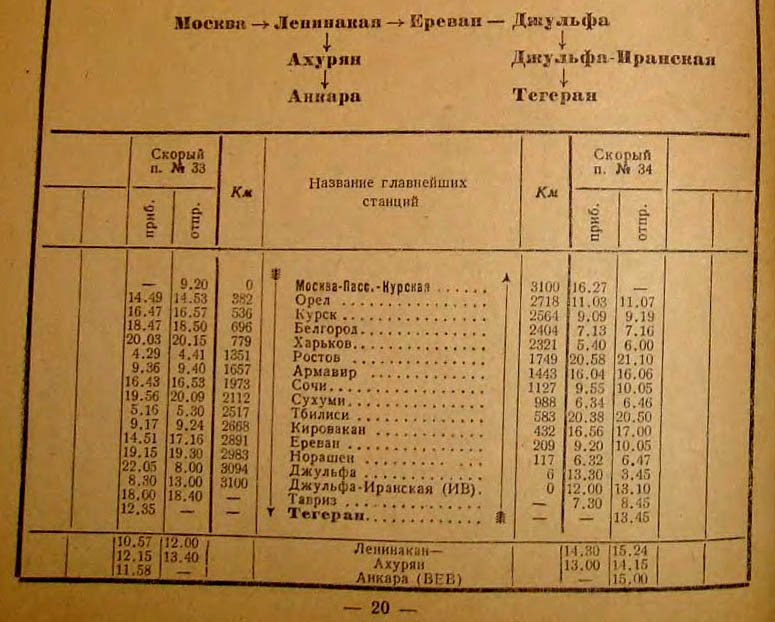 Москва → Ленинакан → Ереван — Джульфа
Ахурян Джульфа-Иранская
Анкара Тегеран
Скорый п. № 33 Км Название главнейших станций Км Скорый п. № 34
приб. отпр. приб. отпр.
— 9.20 0 Москва-Пасс.-Курская ...... 3100 16.27 —
14.49 14.53 382 Орел .............. 2718 11.03 11.07
16.47 16.57 536 Курск .............. 2564 9.09 9.19
18.47 18.50 696 Белгород ............ 2404 7.13 7.16
20.03 20.15 779 Харьков ............. 2321 5.40 6.00
4.29 4.41 1351 Ростов ............. 1749 20.58 21.10
9.36 9.40 1657 Армавир ............ 1443 16.04 16.06
16.43 16.53 1973 Сочи ............... 1127 9.55 10.05
19.56 20.09 2112 Сухуми ............. 988 6.34 6.46
5.16 5.30 2517 Тбилиси ............ 583 20.38 20.50
9.17 9.24 2668 Кировакан .......... 432 16.56 17.00
14.51 17.16 2891 Ереван ............. 209 9.20 10.05
19.15 19.30 2983 Норашен ............ 117 6.32 6.47
22.05 8.00 3094 Джульфа ............ 6 13.30 3.45
8.30 13.00 3100 Джульфа-Иранская (ИВ). 0 12.00 13.10
18.00 18.40 — Тавриз ............. — 7.30 8.45
12.35 — — Тегеран ............ — — 13.45
10.57 12.00 Ленинакан— 14.30 15.24
12.15 13.40 Ахурян 13.00 14.15
11.58 — Анкара (ВЕВ) — 15.00
— 20 —